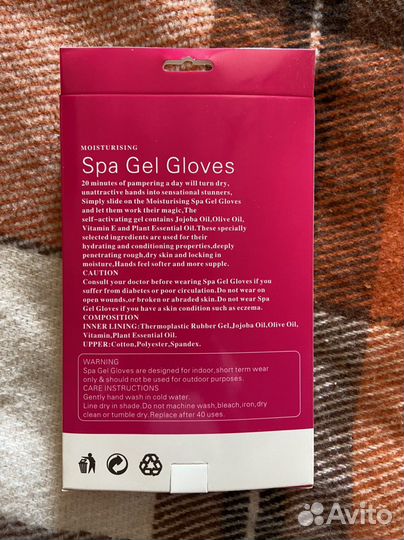 MOISTURISING
Spa Gel Gloves
20 minutes of pampering a day will turn dry,
unattractive hands into sensational stunners,
Simply slide on the Moisturising Spa Gel Gloves
and let them work their magic,The
self-activating gel contains Jojoba Oil,Olive Oil,
Vitamin E and Plant Essential Oil.These specially
selected ingredients are used for their
hydrating and conditioning properties,deeply
penetrating rough,dry skin and locking in
moisture,Hands feel softer and more supple.
CAUTION
Consult your doctor before wearing Spa Gel Gloves if you
suffer from diabetes or poor circulation.Do not wear on
open wounds,or broken or abraded skin.Do not wear Spa
Gel Gloves if you have a skin condition such as eczema.
COMPOSITION
INNER LINING:Thermoplastic Rubber Gel,Jojoba Oil,Olive Oil,
Vitamin,Plant Essential Oil.
UPPER:Cotton,Polyester,Spandex.
WARNING
Spa Gel Gloves are designed for indoor,short term wear
only & should not be used for outdoor purposes.
CARE INSTRUCTIONS
Gently hand wash in cold water.
Line dry in shade.Do not machine wash,bleach,iron,dry
clean or tumble dry.Replace after 40 uses.
Avito